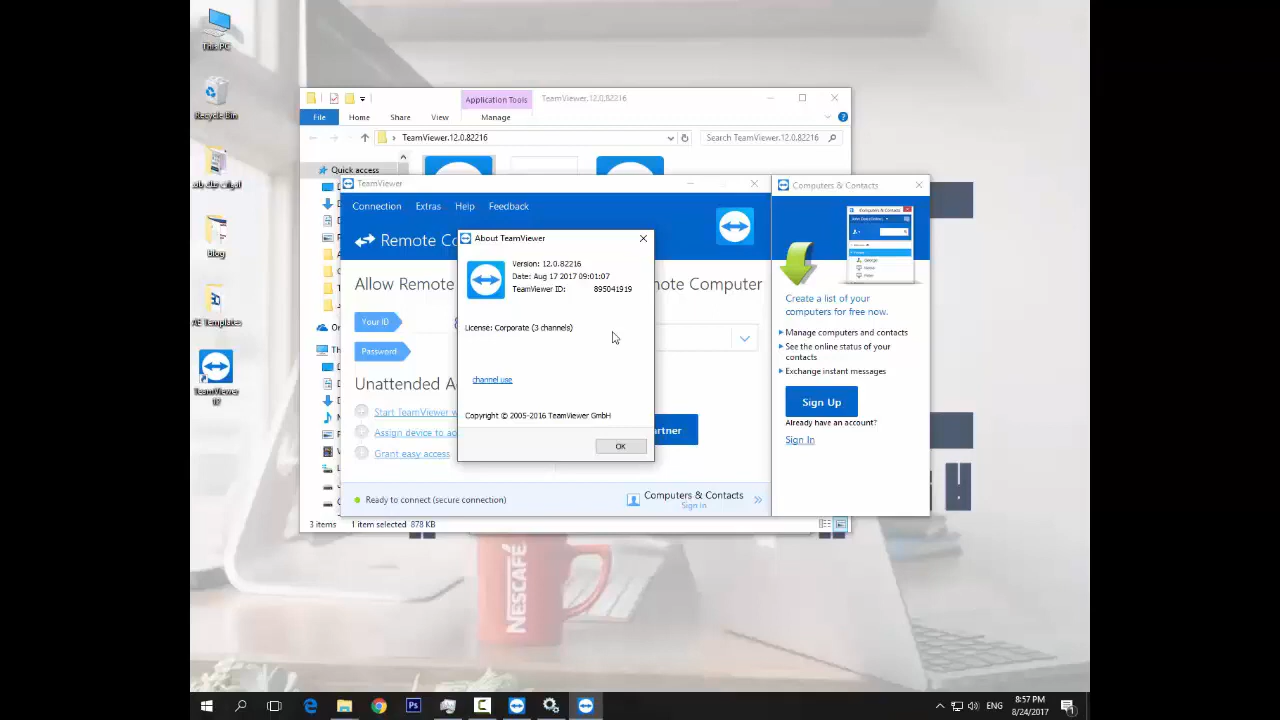 This PC
Recycle Bin
Blog
AE Templates
TeamViewer
12
Application Tools
TeamViewer.12.0.82216
File
Home
Share
View
Manage
TeamViewer.12.0.82216
Search TeamViewer.12.0.82216
Quick access
3 items
1 item selected 878 KB
TeamViewer
Connection
Extras
Help
Feedback
Remote Co
Allow Remote
mote Computer
Your ID
Password
Unattended A
Start TeamViewer w
Assign device to ac
Grant easy access
artner
Ready to connect (secure connection)
Computers & Contacts
Sign In
About TeamViewer
Version: 12.0.82216
Date: Aug 17 2017 09:01:07
TeamViewer ID: 895041919
License: Corporate (3 channels)
channel use
Copyright © 2005-2016 TeamViewer GmbH
OK
Computers & Contacts
Computers & Contacts
Create a list of your
computers for free now.
Manage computers and contacts
See the online status of your
contacts
Exchange instant messages
Sign Up
Already have an account?
Sign In
NESCAFÉ
ENG
8:57 PM
8/24/2017